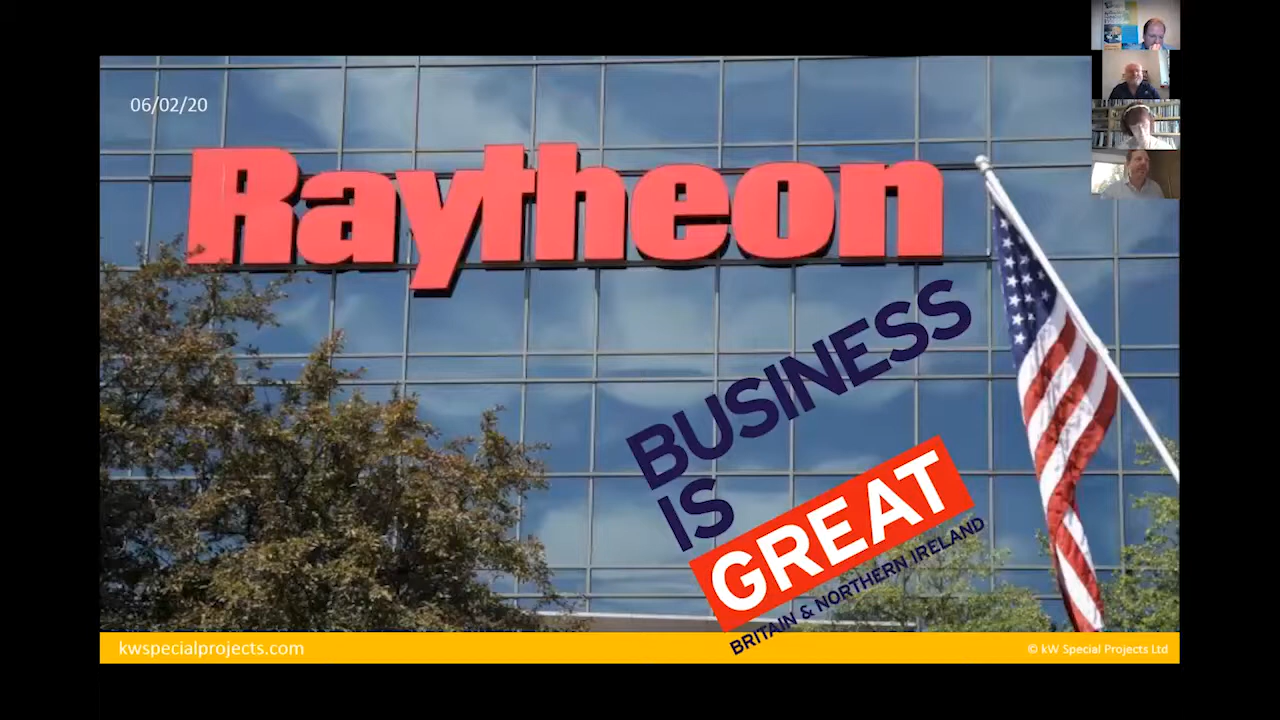 06/02/20
Raytheon
BUSINESS
IS
GREAT
BRITAIN & NORTHERN IRELAND
kwspecialprojects.com
© kW Special Projects Ltd